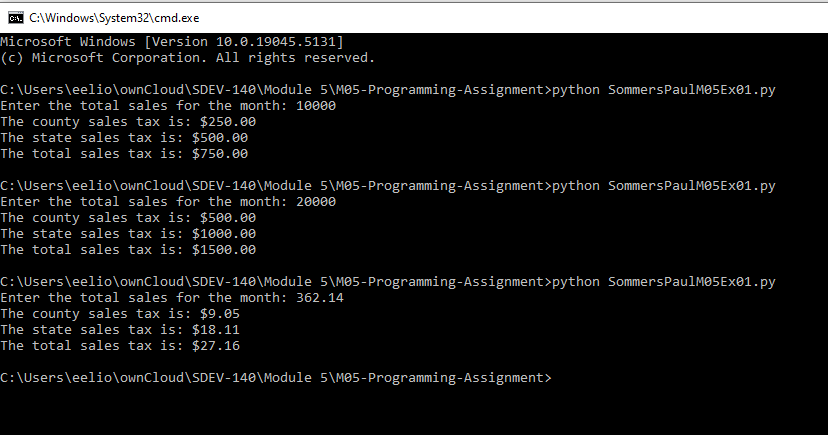 C:\Windows\System32\cmd.exe
Microsoft Windows [Version 10.0.19045.5131]
(c) Microsoft Corporation. All rights reserved.
C:\Users\eelio\ownCloud\SDEV-140\Module 5\M05-Programming-Assignment>python SommersPaulM05Ex01.py
Enter the total sales for the month: 10000
The county sales tax is: $250.00
The state sales tax is: $500.00
The total sales tax is: $750.00
C:\Users\eelio\ownCloud\SDEV-140\Module 5\M05-Programming-Assignment>python SommersPaulM05Ex01.py
Enter the total sales for the month: 20000
The county sales tax is: $500.00
The state sales tax is: $1000.00
The total sales tax is: $1500.00
C:\Users\eelio\ownCloud\SDEV-140\Module 5\M05-Programming-Assignment>python SommersPaulM05Ex01.py
Enter the total sales for the month: 362.14
The county sales tax is: $9.05
The state sales tax is: $18.11
The total sales tax is: $27.16
C:\Users\eelio\ownCloud\SDEV-140\Module 5\M05-Programming-Assignment>